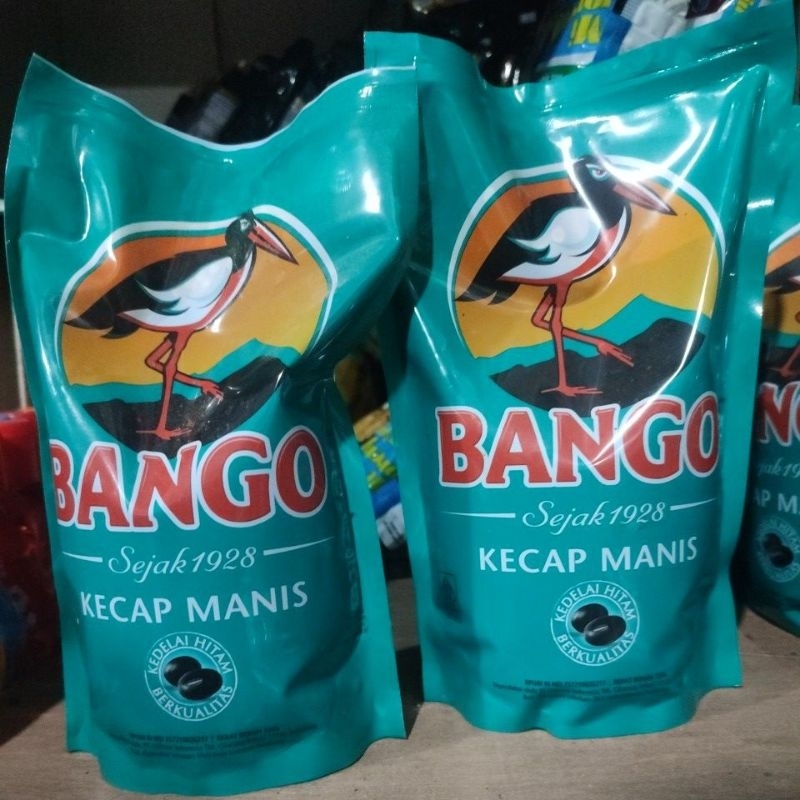 BANGO
Sejak 1928
KECAP MANIS
KEDELAI HITAM
BERKUALITAS
BANGO
Sejak 1928
KECAP MANIS
KEDELAI HITAM
BERKUALITAS